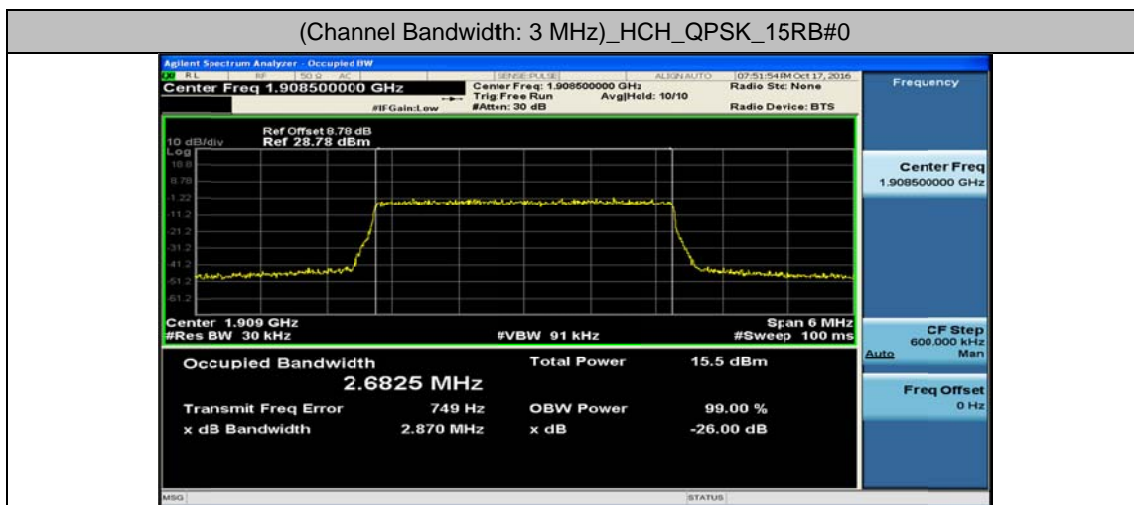 (Channel Bandwidth: 3 MHz)_HCH_QPSK_15RB#0
Agilent Spectrum Analyzer - Occupied BW
RL RF 50 Ω AC SENSE:PULSE ALIGN AUTO 07:51:54 PM Oct 17, 2016
Center Freq 1.908500000 GHz
Center Freq: 1.908500000 GHz
Radio Std: None
Trig: Free Run Avg|Hold: 10/10
#IFGain:Low #Atten: 30 dB Radio Device: BTS
Ref Offset 8.78 dB
10 dB/div Ref 28.78 dBm
Log
18.8
8.78
-1.22
-11.2
-21.2
-31.2
-41.2
-51.2
-61.2
Center 1.909 GHz Span 6 MHz
#Res BW 30 kHz #VBW 91 kHz #Sweep 100 ms
Occupied Bandwidth Total Power 15.5 dBm
2.6825 MHz
Transmit Freq Error 749 Hz OBW Power 99.00 %
x dB Bandwidth 2.870 MHz x dB -26.00 dB
MSG STATUS
Frequency
Center Freq
1.908500000 GHz
CF Step
600.000 kHz
Auto Man
Freq Offset
0 Hz